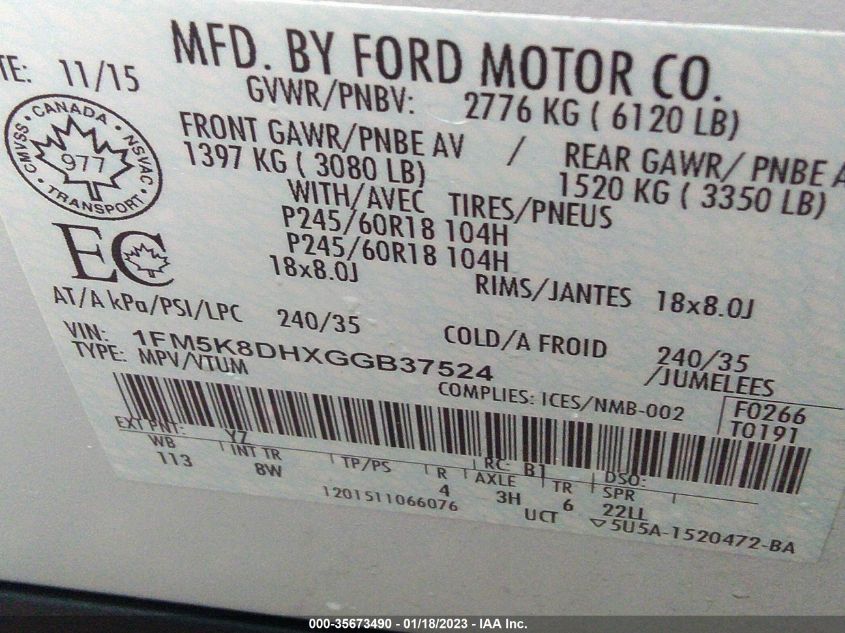 MFD. BY FORD MOTOR CO.
TE: 11/15
GVWR/PNBV: 2776 KG ( 6120 LB)
FRONT GAWR/PNBE AV / REAR GAWR/ PNBE A
1397 KG ( 3080 LB) 1520 KG ( 3350 LB)
WITH/AVEC TIRES/PNEUS
P245/60R18 104H
P245/60R18 104H
18x8.0J RIMS/JANTES 18x8.0J
AT/A kPa/PSI/LPC 240/35 COLD/A FROID 240/35
VIN: 1FM5K8DHXGGB37524 /JUMELEES
TYPE: MPV/VTUM COMPLIES: ICES/NMB-002
F0266
T0191
CANADA
CMVSS NSVAC
977
TRANSPORT
EC
EXT PNT: YZ RC: B1 DSO:
WB INT TR TP/PS R AXLE TR SPR
113 8W 4 3H 6 22LL
1201511066076 UCT 5U5A-1520472-BA
000-35673490 - 01/18/2023 - IAA Inc.